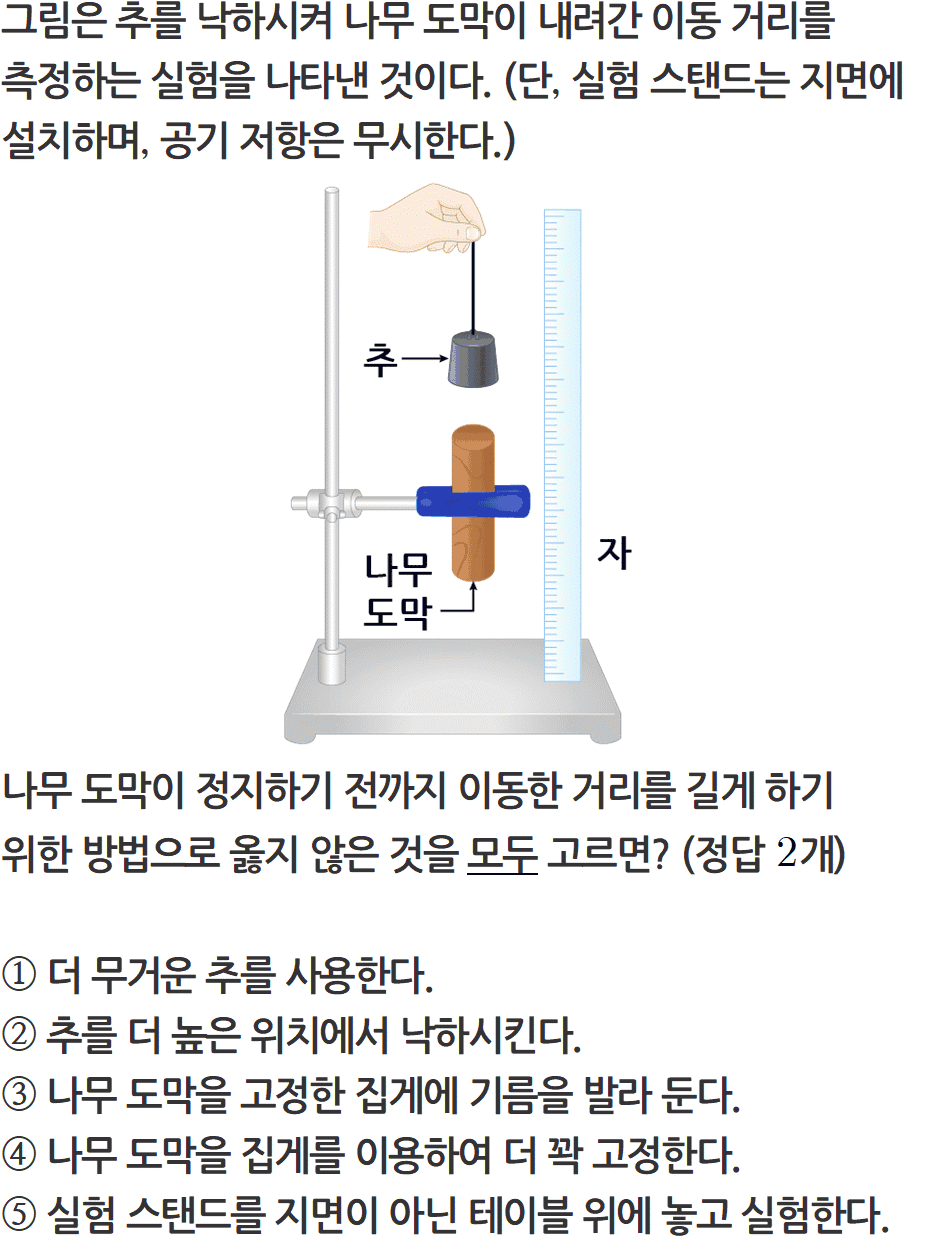 그림은 추를 낙하시켜 나무 도막이 내려간 이동 거리를
측정하는 실험을 나타낸 것이다. (단, 실험 스탠드는 지면에
설치하며, 공기 저항은 무시한다.)
추
자
나무
도막
나무 도막이 정지하기 전까지 이동한 거리를 길게 하기
위한 방법으로 옳지 않은 것을 모두 고르면? (정답 2개)
① 더 무거운 추를 사용한다.
② 추를 더 높은 위치에서 낙하시킨다.
③ 나무 도막을 고정한 집게에 기름을 발라 둔다.
④ 나무 도막을 집게를 이용하여 더 꽉 고정한다.
⑤ 실험 스탠드를 지면이 아닌 테이블 위에 놓고 실험한다.